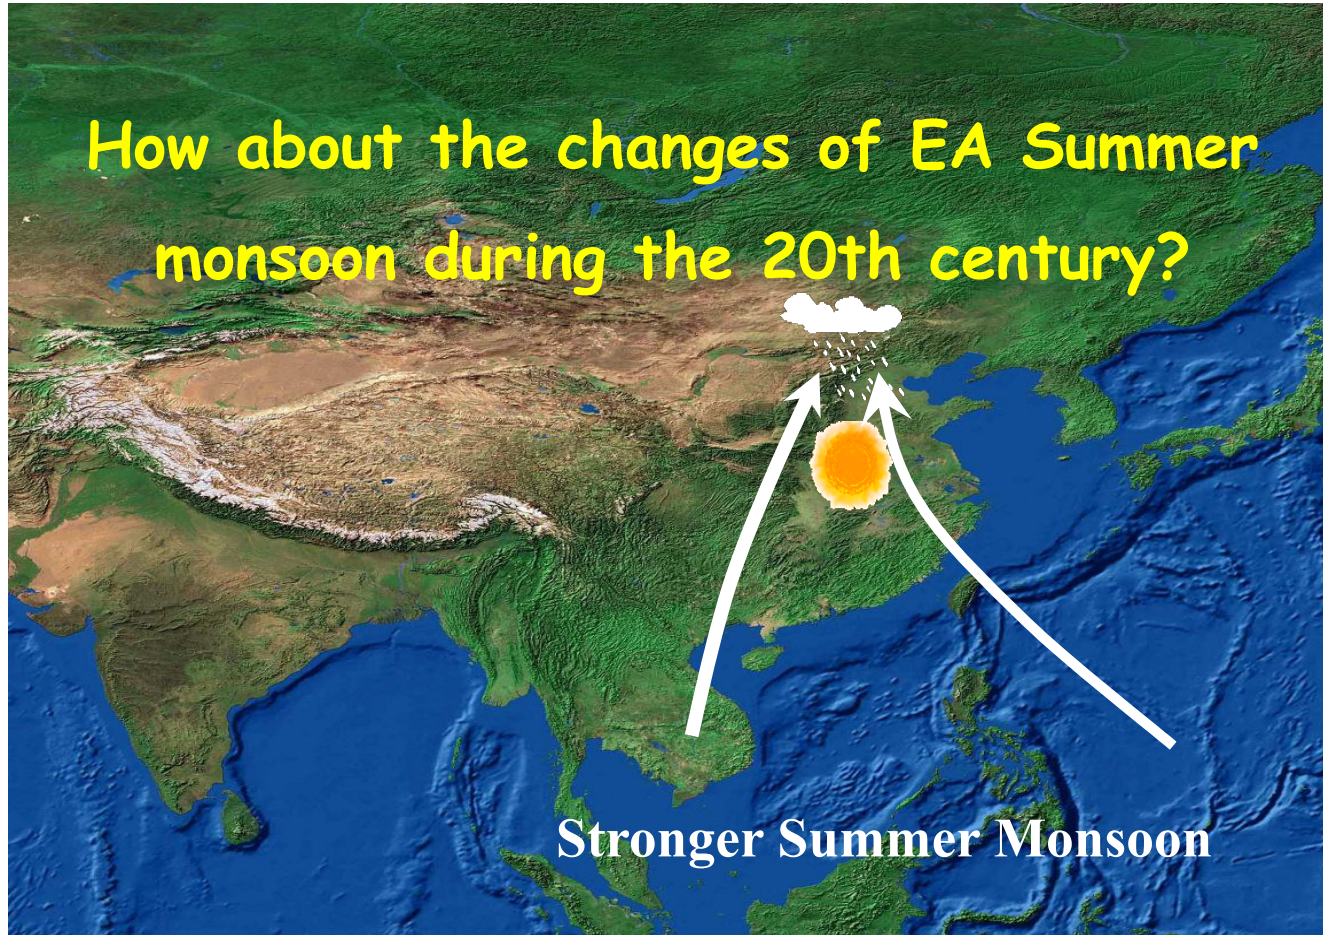 How about the changes of EA Summer
monsoon during the 20th century?
Stronger Summer Monsoon